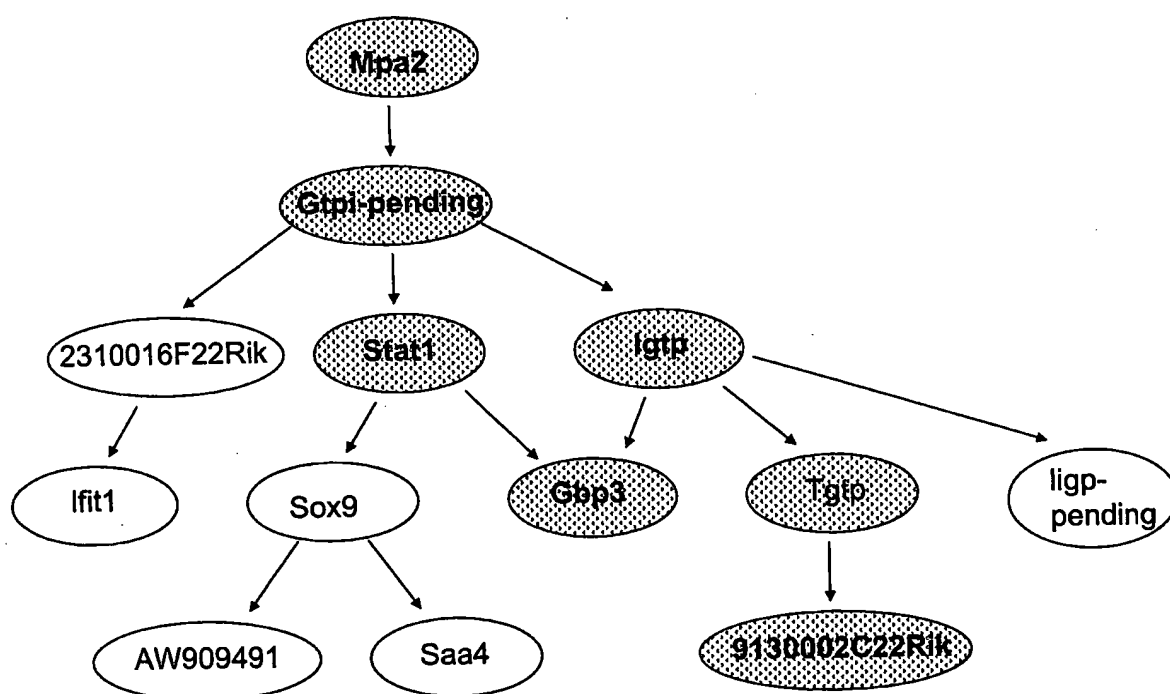 Mpa2
Gtpi-pending
2310016F22Rik
Stat1
Igtp
Ifit1
Sox9
Gbp3
Tgtp
Iigp-
pending
AW909491
Saa4
9130002C22Rik